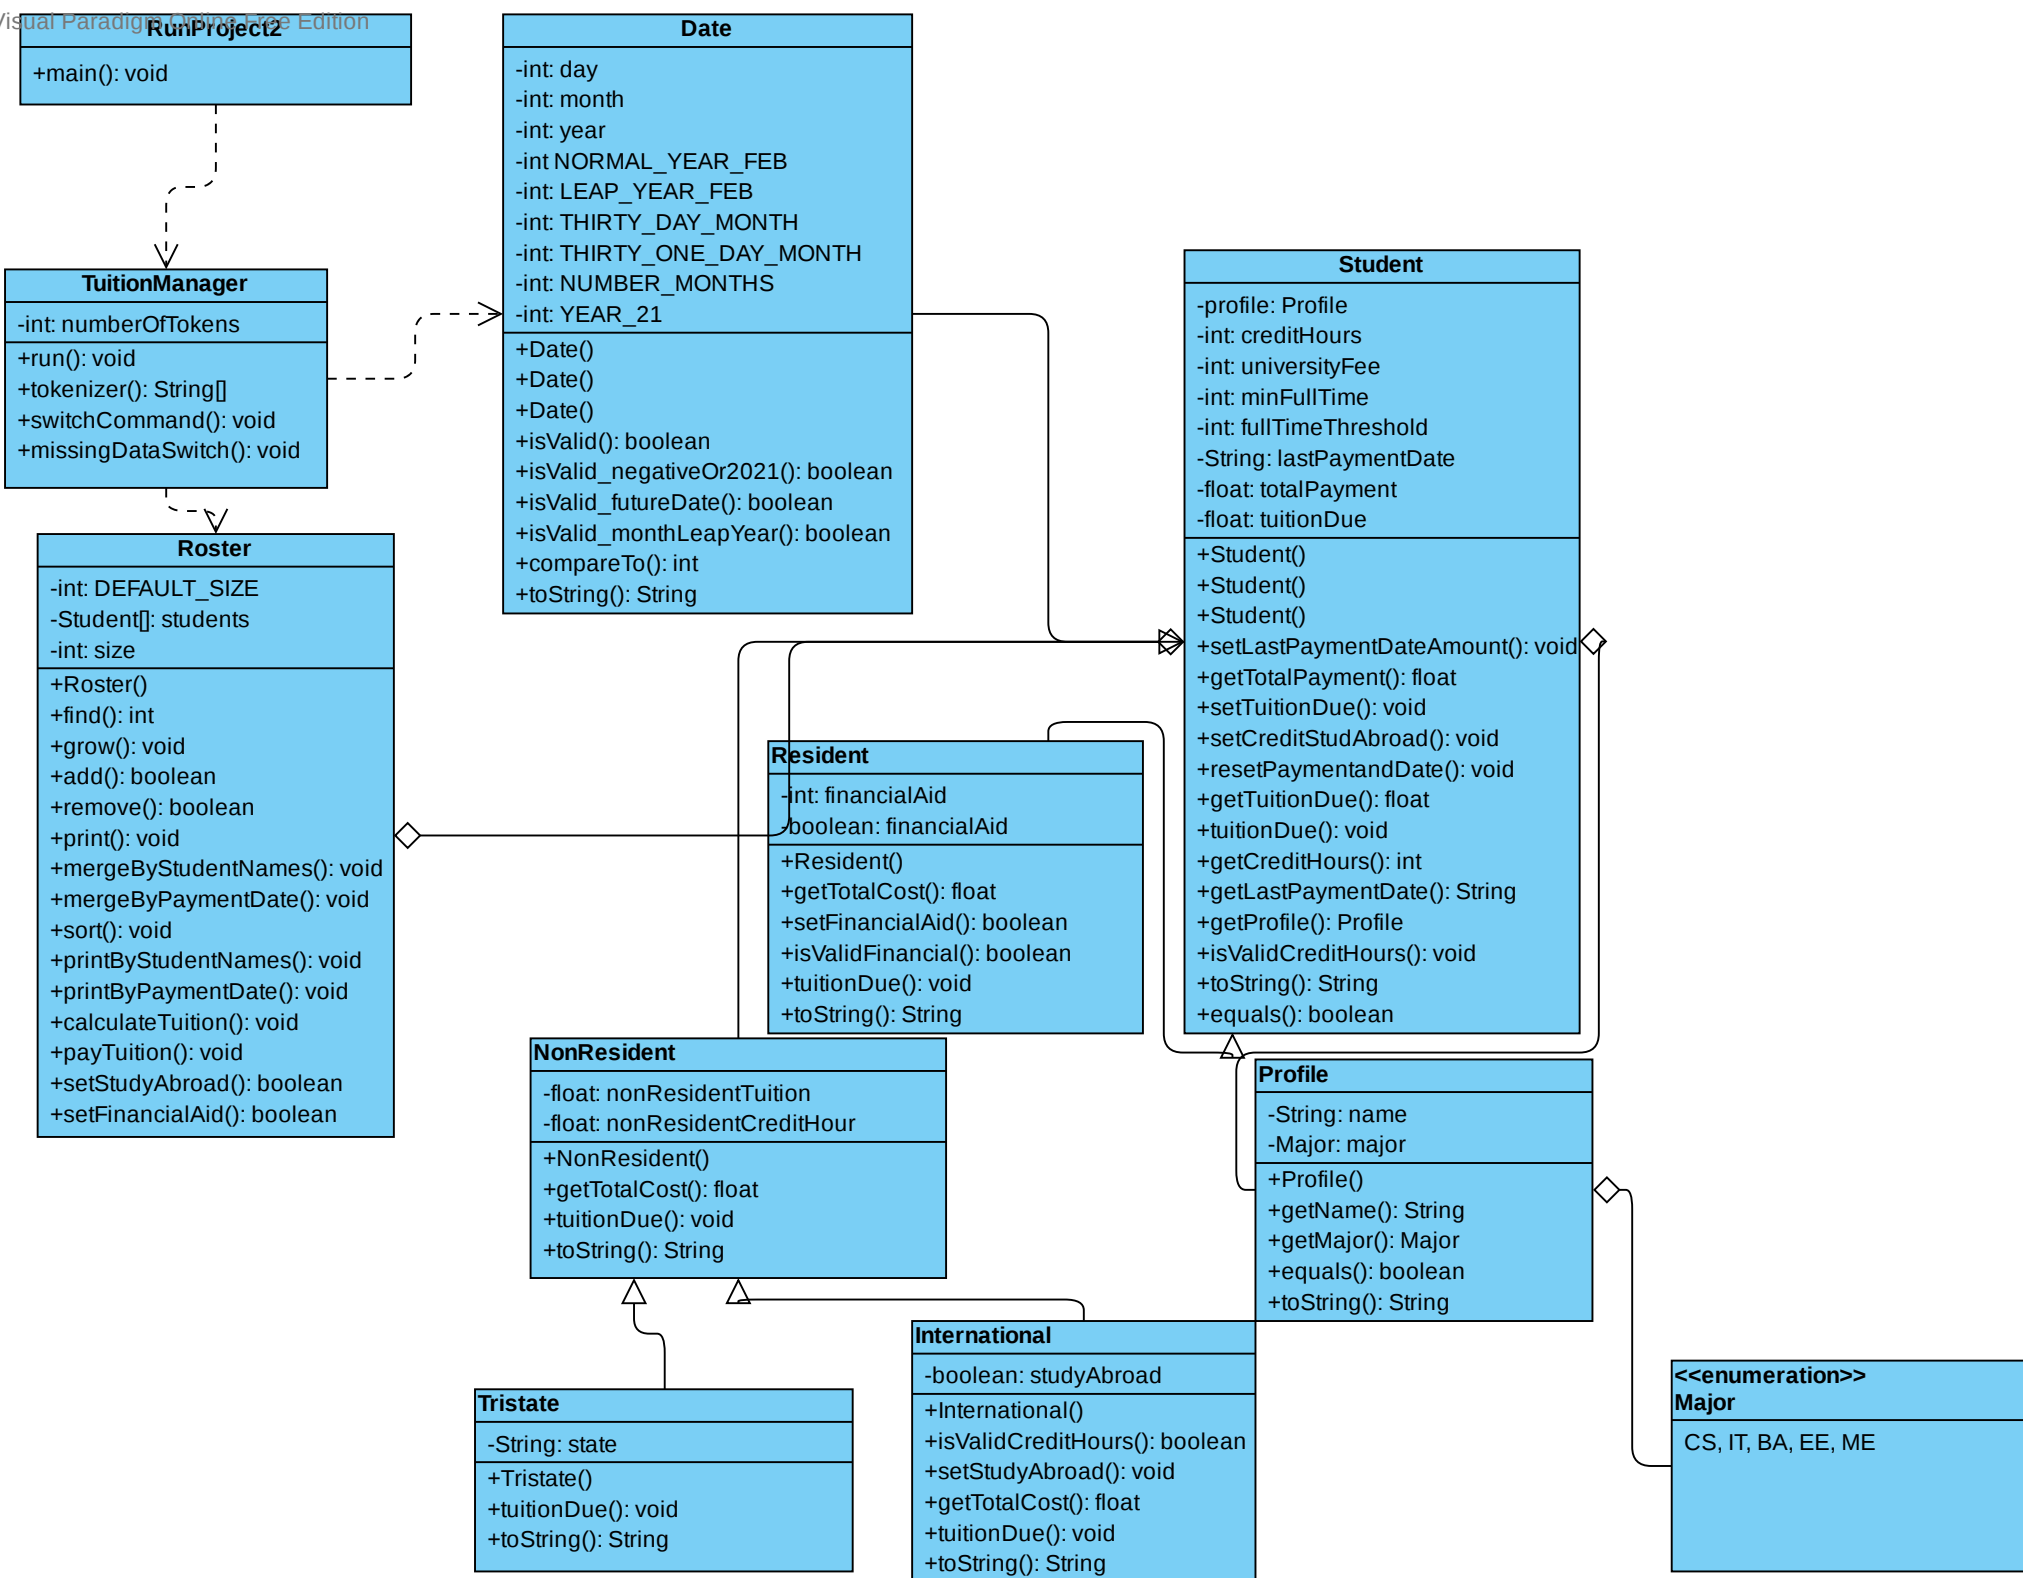 Visual Paradigm Online Free Edition
RunProject2
+main(): void
Date
-int: day
-int: month
-int: year
-int NORMAL_YEAR_FEB
-int: LEAP_YEAR_FEB
-int: THIRTY_DAY_MONTH
-int: THIRTY_ONE_DAY_MONTH
-int: NUMBER_MONTHS
-int: YEAR_21
+Date()
+Date()
+Date()
+isValid(): boolean
+isValid_negativeOr2021(): boolean
+isValid_futureDate(): boolean
+isValid_monthLeapYear(): boolean
+compareTo(): int
+toString(): String
TuitionManager
-int: numberOfTokens
+run(): void
+tokenizer(): String[]
+switchCommand(): void
+missingDataSwitch(): void
Student
-profile: Profile
-int: creditHours
-int: universityFee
-int: minFullTime
-int: fullTimeThreshold
-String: lastPaymentDate
-float: totalPayment
-float: tuitionDue
+Student()
+Student()
+Student()
+setLastPaymentDateAmount(): void
+getTotalPayment(): float
+setTuitionDue(): void
+setCreditStudAbroad(): void
+resetPaymentandDate(): void
+getTuitionDue(): float
+tuitionDue(): void
+getCreditHours(): int
+getLastPaymentDate(): String
+getProfile(): Profile
+isValidCreditHours(): void
+toString(): String
+equals(): boolean
Roster
-int: DEFAULT_SIZE
-Student[]: students
-int: size
+Roster()
+find(): int
+grow(): void
+add(): boolean
+remove(): boolean
+print(): void
+mergeByStudentNames(): void
+mergeByPaymentDate(): void
+sort(): void
+printByStudentNames(): void
+printByPaymentDate(): void
+calculateTuition(): void
+payTuition(): void
+setStudyAbroad(): boolean
+setFinancialAid(): boolean
Resident
-int: financialAid
-boolean: financialAid
+Resident()
+getTotalCost(): float
+setFinancialAid(): boolean
+isValidFinancial(): boolean
+tuitionDue(): void
+toString(): String
NonResident
-float: nonResidentTuition
-float: nonResidentCreditHour
+NonResident()
+getTotalCost(): float
+tuitionDue(): void
+toString(): String
Profile
-String: name
-Major: major
+Profile()
+getName(): String
+getMajor(): Major
+equals(): boolean
+toString(): String
International
-boolean: studyAbroad
+International()
+isValidCreditHours(): boolean
+setStudyAbroad(): void
+getTotalCost(): float
+tuitionDue(): void
+toString(): String
Tristate
-String: state
+Tristate()
+tuitionDue(): void
+toString(): String
<<enumeration>>
Major
CS, IT, BA, EE, ME